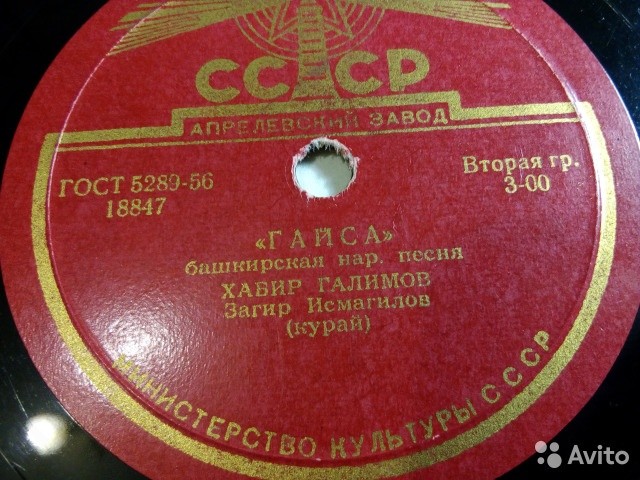 СССР
АПРЕЛЕВСКИЙ ЗАВОД
ГОСТ 5289-56
18847
Вторая гр.
3-00
«ГАЙСА»
башкирская нар. песня
ХАБИР ГАЛИМОВ
Загир Исмагилов
(курай)
МИНИСТЕРСТВО КУЛЬТУРЫ СССР
Avito